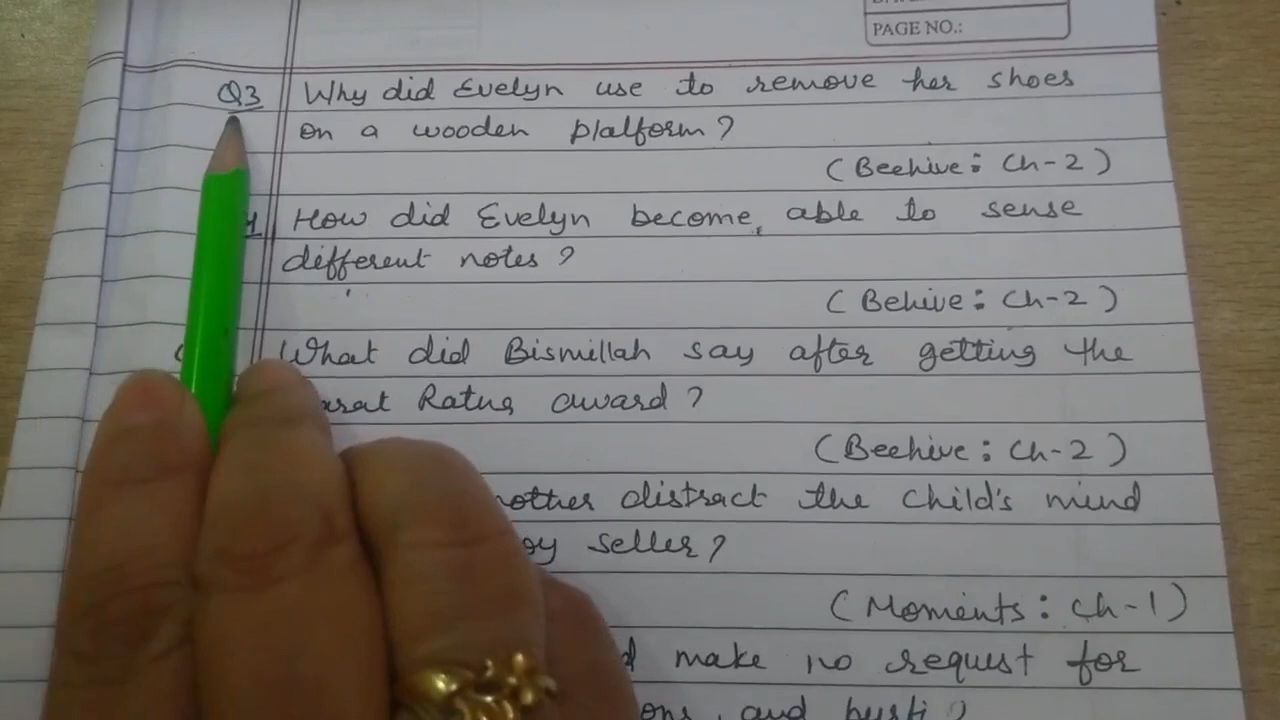 PAGE NO.:
Q3 Why did Evelyn use to remove her shoes
on a wooden platform?
(Beehive: Ch-2)
How did Evelyn become, able to sense
different notes?
(Behive: Ch-2)
What did Bismillah say after getting the
Ratna award?
(Beehive: Ch-2)
distract the child's mind
seller?
(Moments: Ch-1)
make no request for
and burfi?